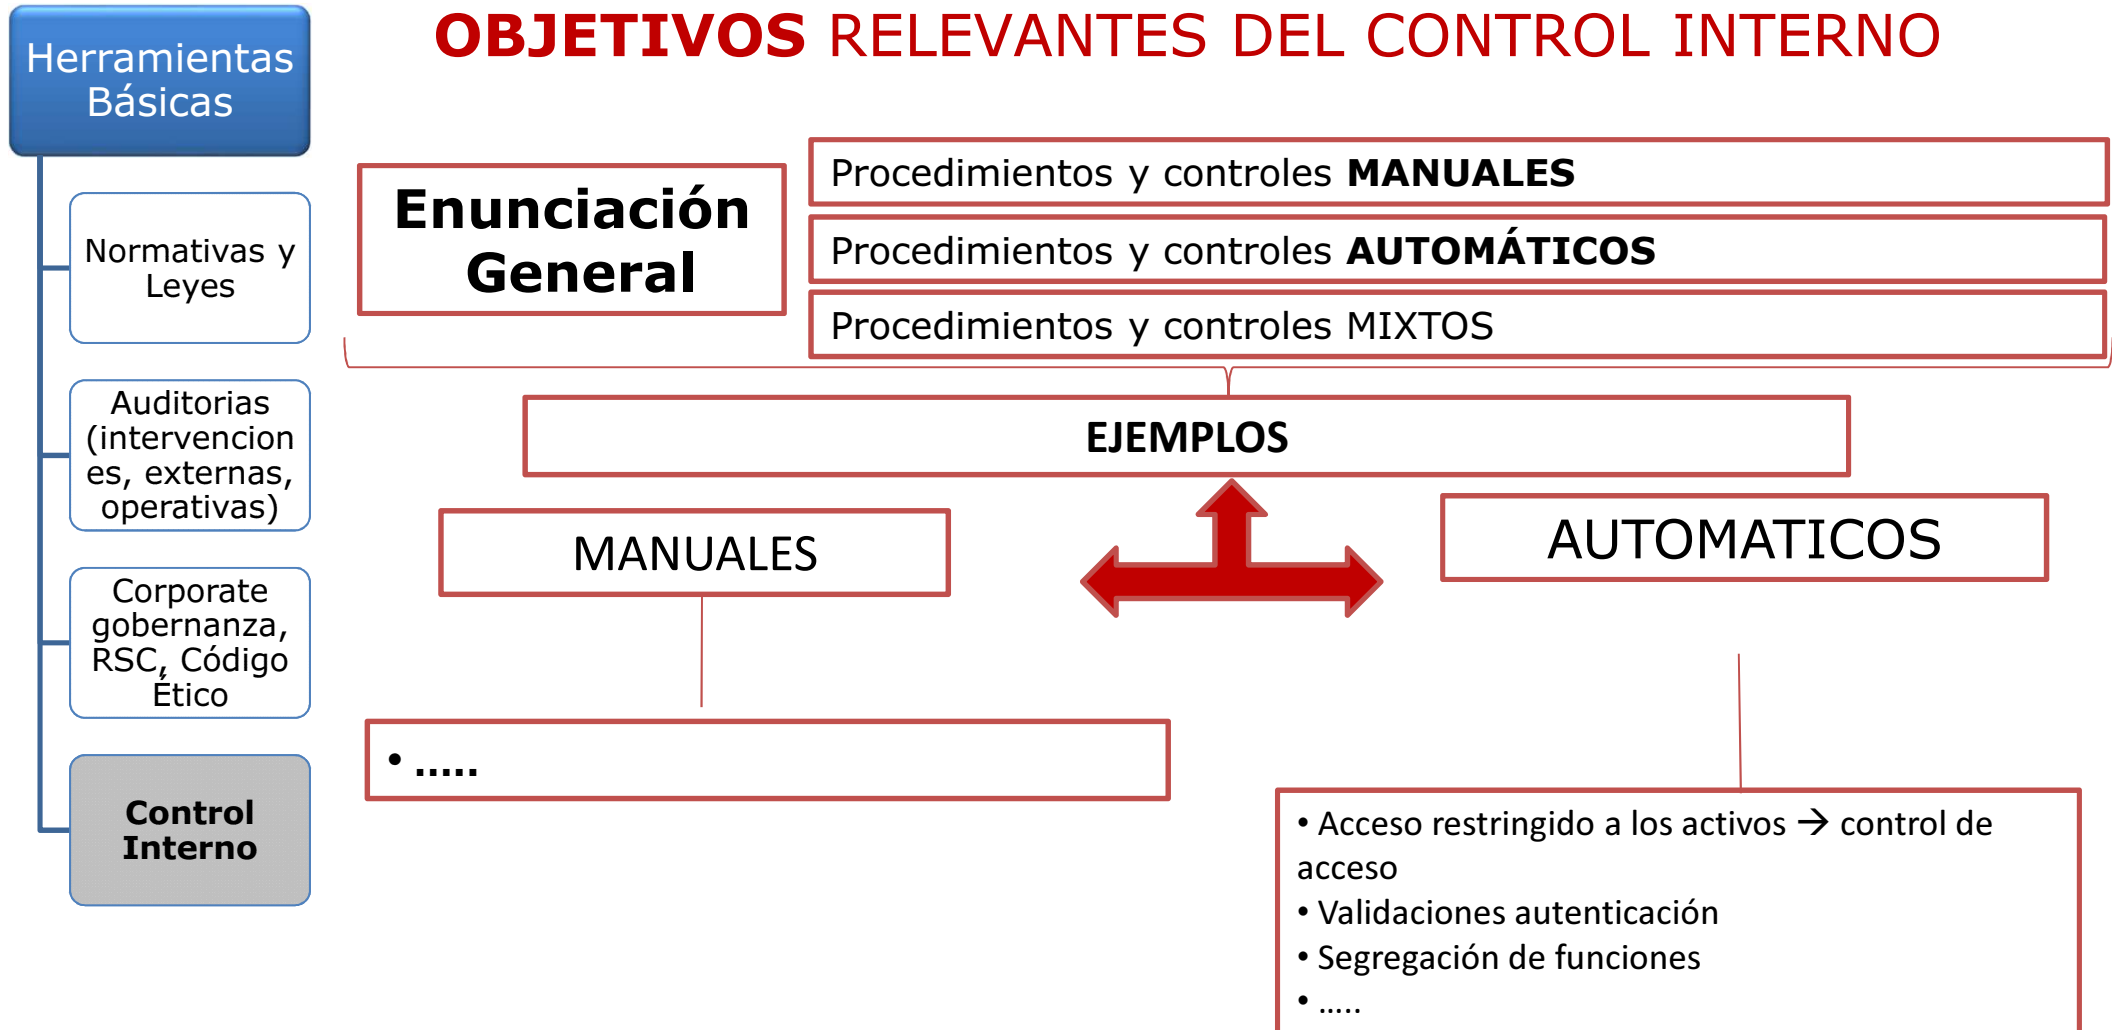 OBJETIVOS RELEVANTES DEL CONTROL INTERNO
Herramientas
Básicas
Normativas y
Leyes
Auditorias
(intervencion
es, externas,
operativas)
Corporate
gobernanza,
RSC, Código
Ético
Control
Interno
Enunciación
General
Procedimientos y controles MANUALES
Procedimientos y controles AUTOMÁTICOS
Procedimientos y controles MIXTOS
EJEMPLOS
MANUALES
• .....
AUTOMATICOS
• Acceso restringido a los activos → control de
acceso
• Validaciones autenticación
• Segregación de funciones
• .....